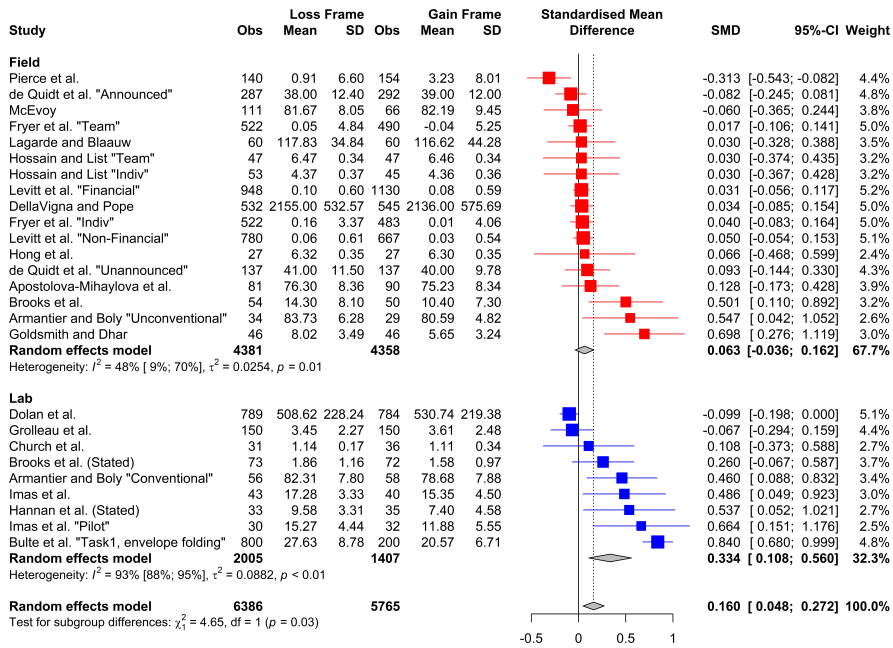 Loss Frame Gain Frame Standardised Mean
Study Obs Mean SD Obs Mean SD Difference SMD 95%-CI Weight
Field
Pierce et al. 140 0.91 6.60 154 3.23 8.01 -0.313 [-0.543; -0.082] 4.4%
de Quidt et al. "Announced" 287 38.00 12.40 292 39.00 12.00 -0.082 [-0.245; 0.081] 4.8%
McEvoy 111 81.67 8.05 66 82.19 9.45 -0.060 [-0.365; 0.244] 3.8%
Fryer et al. "Team" 522 0.05 4.84 490 -0.04 5.25 0.017 [-0.106; 0.141] 5.0%
Lagarde and Blaauw 60 117.83 34.84 60 116.62 44.28 0.030 [-0.328; 0.388] 3.5%
Hossain and List "Team" 47 6.47 0.34 47 6.46 0.34 0.030 [-0.374; 0.435] 3.2%
Hossain and List "Indiv" 53 4.37 0.37 45 4.36 0.36 0.030 [-0.367; 0.428] 3.2%
Levitt et al. "Financial" 948 0.10 0.60 1130 0.08 0.59 0.031 [-0.056; 0.117] 5.2%
DellaVigna and Pope 532 2155.00 532.57 545 2136.00 575.69 0.034 [-0.085; 0.154] 5.0%
Fryer et al. "Indiv" 522 0.16 3.37 483 0.01 4.06 0.040 [-0.083; 0.164] 5.0%
Levitt et al. "Non-Financial" 780 0.06 0.61 667 0.03 0.54 0.050 [-0.054; 0.153] 5.1%
Hong et al. 27 6.32 0.35 27 6.30 0.35 0.066 [-0.468; 0.599] 2.4%
de Quidt et al. "Unannounced" 137 41.00 11.50 137 40.00 9.78 0.093 [-0.144; 0.330] 4.3%
Apostolova-Mihaylova et al. 81 76.30 8.36 90 75.23 8.34 0.128 [-0.173; 0.428] 3.9%
Brooks et al. 54 14.30 8.10 50 10.40 7.30 0.501 [ 0.110; 0.892] 3.2%
Armantier and Boly "Unconventional" 34 83.73 6.28 29 80.59 4.82 0.547 [ 0.042; 1.052] 2.6%
Goldsmith and Dhar 46 8.02 3.49 46 5.65 3.24 0.698 [ 0.276; 1.119] 3.0%
Random effects model 4381 4358 0.063 [-0.036; 0.162] 67.7%
Heterogeneity: I² = 48% [ 9%; 70%], τ² = 0.0254, p = 0.01
Lab
Dolan et al. 789 508.62 228.24 784 530.74 219.38 -0.099 [-0.198; 0.000] 5.1%
Grolleau et al. 150 3.45 2.27 150 3.61 2.48 -0.067 [-0.294; 0.159] 4.4%
Church et al. 31 1.14 0.17 36 1.11 0.34 0.108 [-0.373; 0.588] 2.7%
Brooks et al. (Stated) 73 1.86 1.16 72 1.58 0.97 0.260 [-0.067; 0.587] 3.7%
Armantier and Boly "Conventional" 56 82.31 7.80 58 78.68 7.88 0.460 [ 0.088; 0.832] 3.4%
Imas et al. 43 17.28 3.33 40 15.35 4.50 0.486 [ 0.049; 0.923] 2.9%
Hannan et al. (Stated) 33 9.58 3.31 35 7.40 4.58 0.537 [ 0.052; 1.021] 2.7%
Imas et al. "Pilot" 30 15.27 4.44 32 11.88 5.55 0.664 [ 0.151; 1.176] 2.5%
Bulte et al. "Task1, envelope folding" 800 27.63 8.78 200 20.57 6.71 0.840 [ 0.680; 0.999] 4.8%
Random effects model 2005 1407 0.334 [ 0.108; 0.560] 32.3%
Heterogeneity: I² = 93% [88%; 95%], τ² = 0.0882, p < 0.01
Random effects model 6386 5765 0.160 [ 0.048; 0.272] 100.0%
Test for subgroup differences: χ²₁ = 4.65, df = 1 (p = 0.03)
-0.5 0 0.5 1